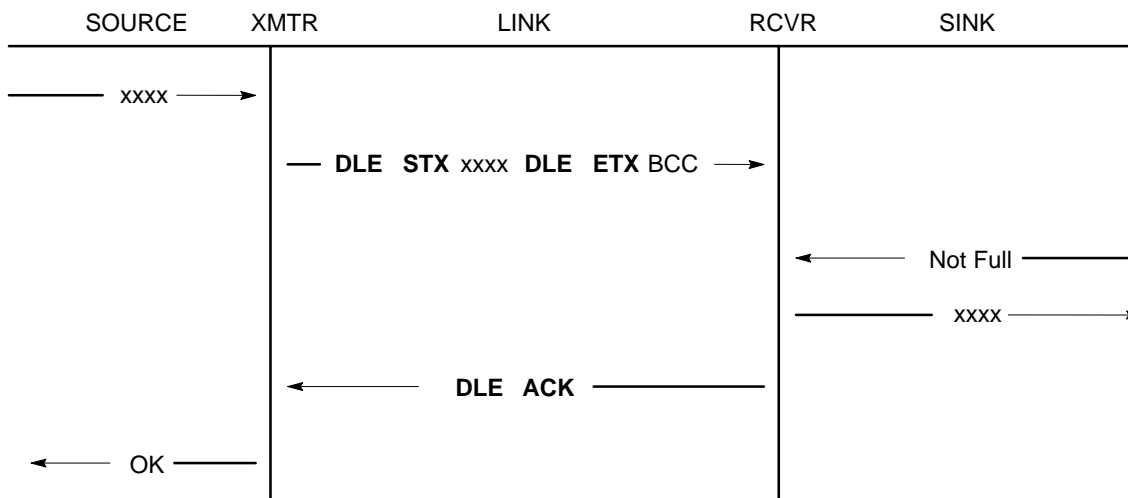 SOURCE XMTR LINK RCVR SINK
xxxx
DLE STX xxxx DLE ETX BCC
Not Full
xxxx
DLE ACK
OK